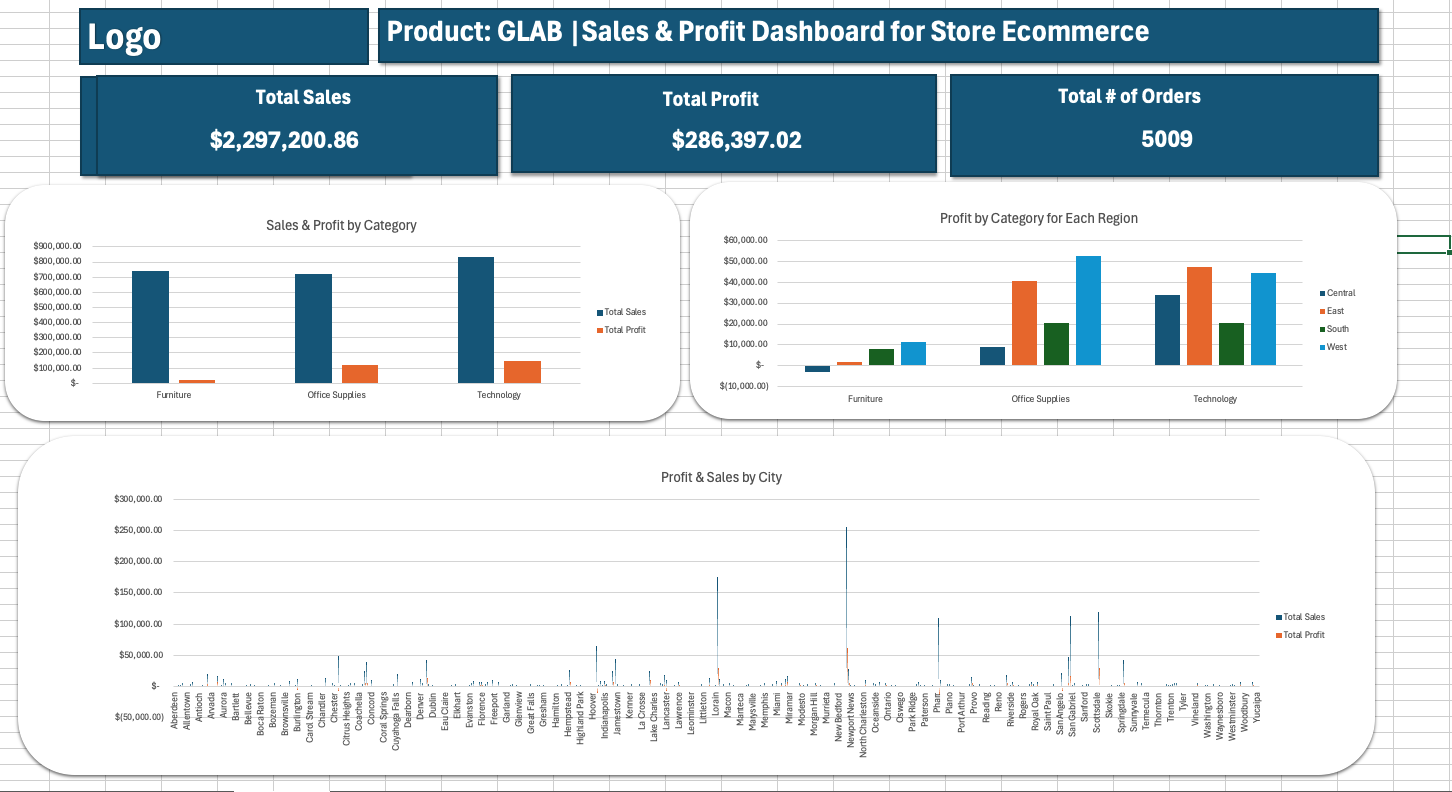 Logo
Product: GLAB |Sales & Profit Dashboard for Store Ecommerce
Total Sales
$2,297,200.86
Total Profit
$286,397.02
Total # of Orders
5009
Sales & Profit by Category
$900,000.00
$800,000.00
$700,000.00
$600,000.00
$500,000.00
$400,000.00
$300,000.00
$200,000.00
$100,000.00
$-
Furniture
Office Supplies
Technology
Total Sales
Total Profit
Profit by Category for Each Region
$60,000.00
$50,000.00
$40,000.00
$30,000.00
$20,000.00
$10,000.00
$-
$(10,000.00)
Furniture
Office Supplies
Technology
Central
East
South
West
Profit & Sales by City
$300,000.00
$250,000.00
$200,000.00
$150,000.00
$100,000.00
$50,000.00
$-
$(50,000.00)
Aberdeen
Allentown
Antioch
Arvada
Aurora
Bartlett
Bellevue
Boca Raton
Bozeman
Brownsville
Burlington
Carol Stream
Chandler
Chester
Citrus Heights
Coachella
Concord
Coral Springs
Cuyahoga Falls
Dearborn
Denver
Dublin
Eau Claire
Elkhart
Evanston
Florence
Freeport
Garland
Glenview
Great Falls
Gresham
Hamilton
Hempstead
Highland Park
Hoover
Indianapolis
Jamestown
Kenner
La Crosse
Lake Charles
Lancaster
Lawrence
Leominster
Littleton
Lorain
Macon
Manteca
Maysville
Memphis
Miami
Miramar
Modesto
Morgan Hill
Murrieta
New Bedford
Newport News
North Charleston
Oceanside
Ontario
Oswego
Park Ridge
Paterson
Pharr
Plano
Port Arthur
Provo
Reading
Reno
Riverside
Rogers
Royal Oak
Saint Paul
San Angelo
San Gabriel
Sanford
Scottsdale
Skokie
Springdale
Sunnyvale
Temecula
Thornton
Trenton
Tyler
Vineland
Washington
Waynesboro
Westminster
Woodbury
Yucaipa
Total Sales
Total Profit